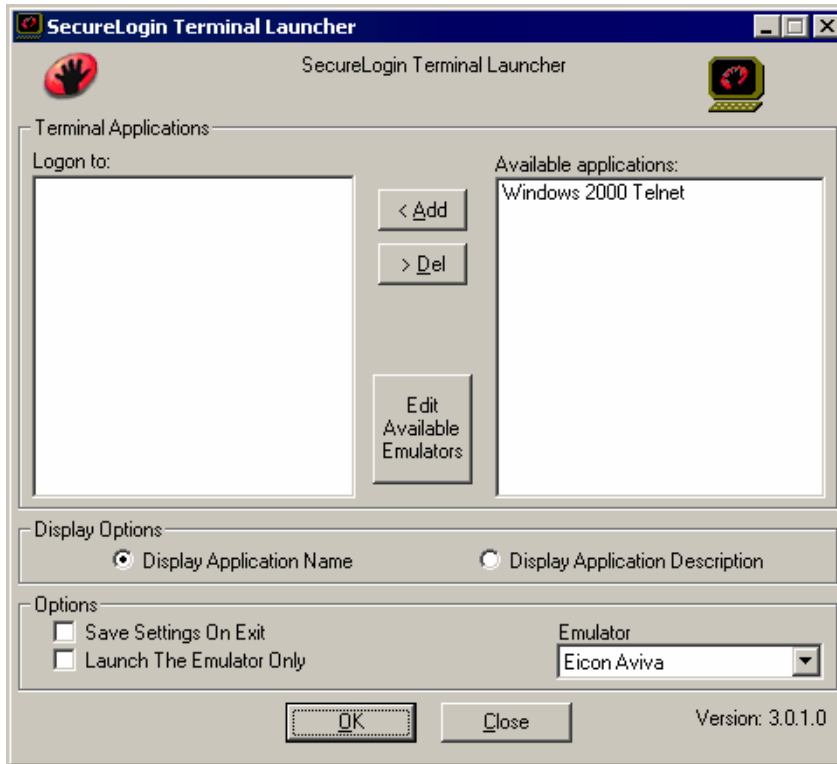 SecureLogin Terminal Launcher
SecureLogin Terminal Launcher
Terminal Applications
Logon to:
Available applications:
Windows 2000 Telnet
< Add
> Del
Edit
Available
Emulators
Display Options
Display Application Name
Display Application Description
Options
Save Settings On Exit
Launch The Emulator Only
Emulator
Eicon Aviva
OK
Close
Version: 3.0.1.0